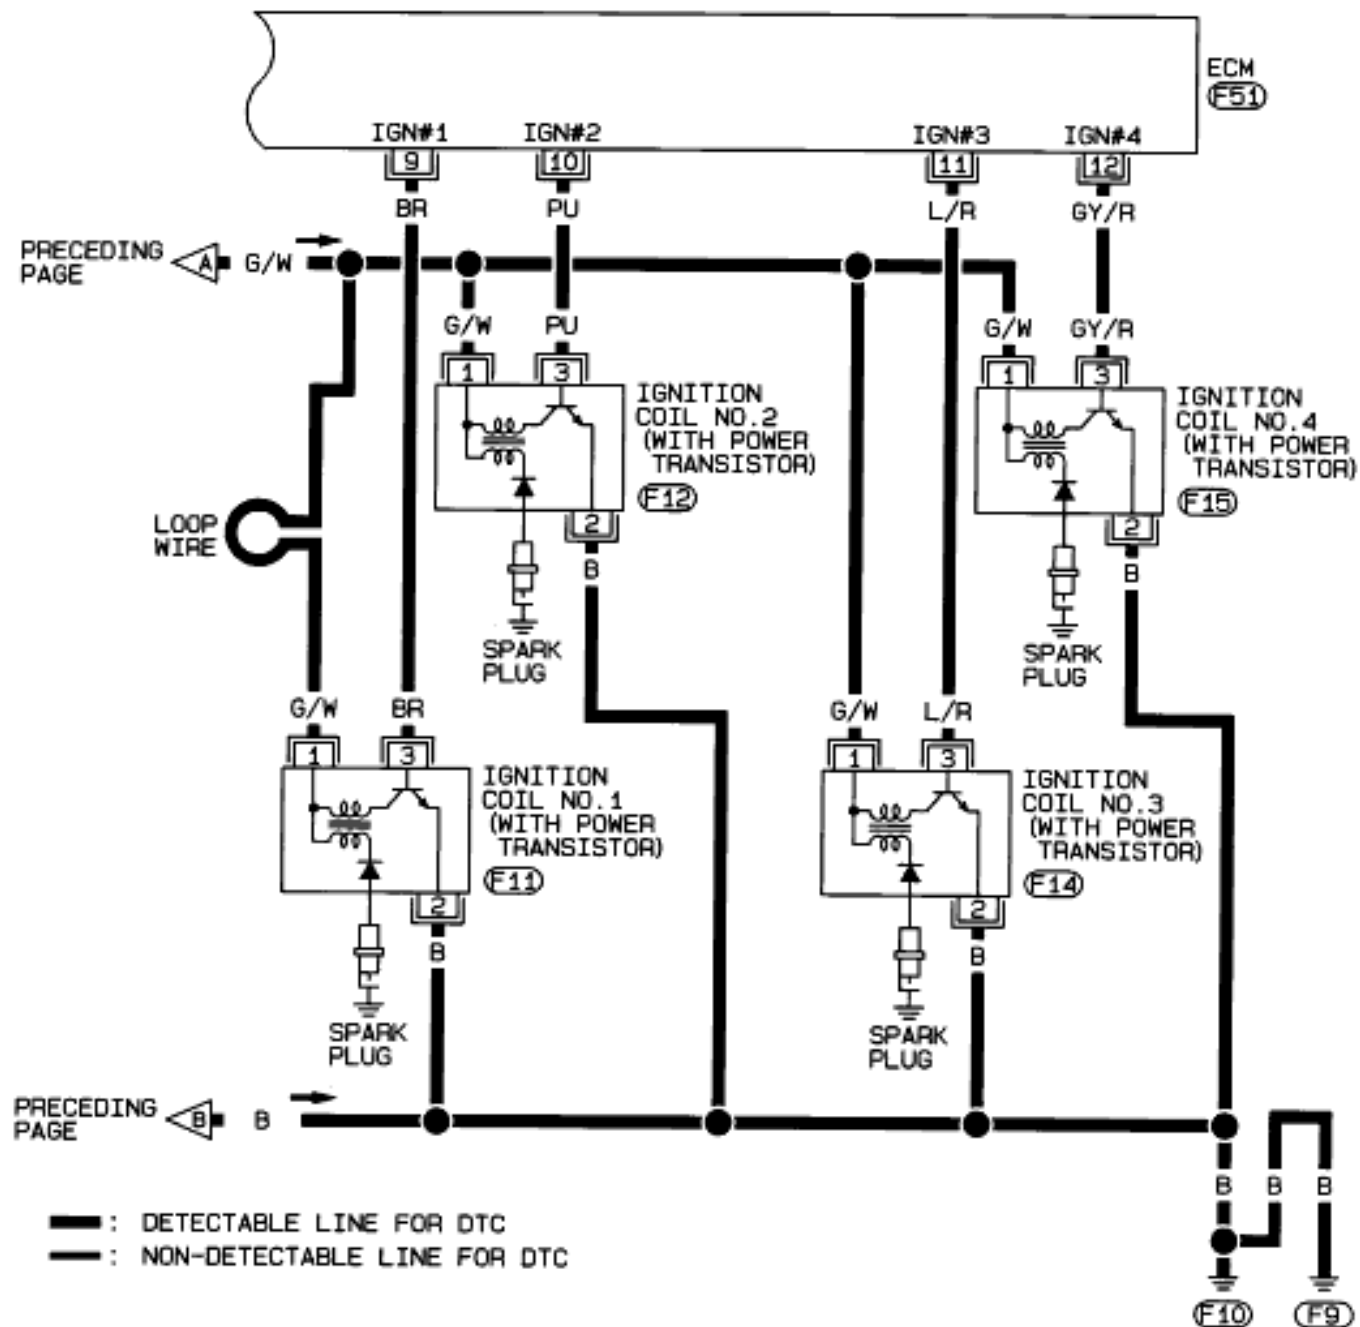 ECM
F51
IGN#1 IGN#2 IGN#3 IGN#4
9 10 11 12
BR PU L/R GY/R
PRECEDING
PAGE
A G/W
G/W PU G/W GY/R
1 3 1 3
IGNITION
COIL NO.2
(WITH POWER
TRANSISTOR)
F12
IGNITION
COIL NO.4
(WITH POWER
TRANSISTOR)
F15
2 2
B B
LOOP
WIRE
SPARK
PLUG
SPARK
PLUG
G/W BR G/W L/R
1 3 1 3
IGNITION
COIL NO.1
(WITH POWER
TRANSISTOR)
F11
IGNITION
COIL NO.3
(WITH POWER
TRANSISTOR)
F14
2 2
B B
SPARK
PLUG
SPARK
PLUG
PRECEDING
PAGE
B B
B B B
: DETECTABLE LINE FOR DTC
: NON-DETECTABLE LINE FOR DTC
F10 F9